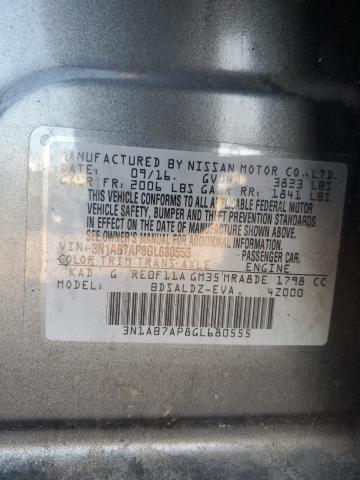 MANUFACTURED BY NISSAN MOTOR CO.,LTD.
DATE: 09/16. GVWR: 3823 LBS
GAWR FR: 2006 LBS GAWR RR: 1841 LBS
THIS VEHICLE CONFORMS TO ALL APPLICABLE FEDERAL MOTOR
VEHICLE SAFETY, BUMPER AND THEFT PREVENTION STANDARDS
IN EFFECT ON THE DATE OF MANUFACTURE SHOWN ABOVE.
SEE OWNER'S MANUAL FOR ADDITIONAL INFORMATION.
VIN: 3N1AB7AP8GL680555 PASSENGER CAR.
COLOR TRIM TRANS-AXLE ENGINE
KAD G RE0F11A GM35 MRA8DE 1798 CC
BDSALDZ-EVA 4Z000
3N1AB7AP8GL680555